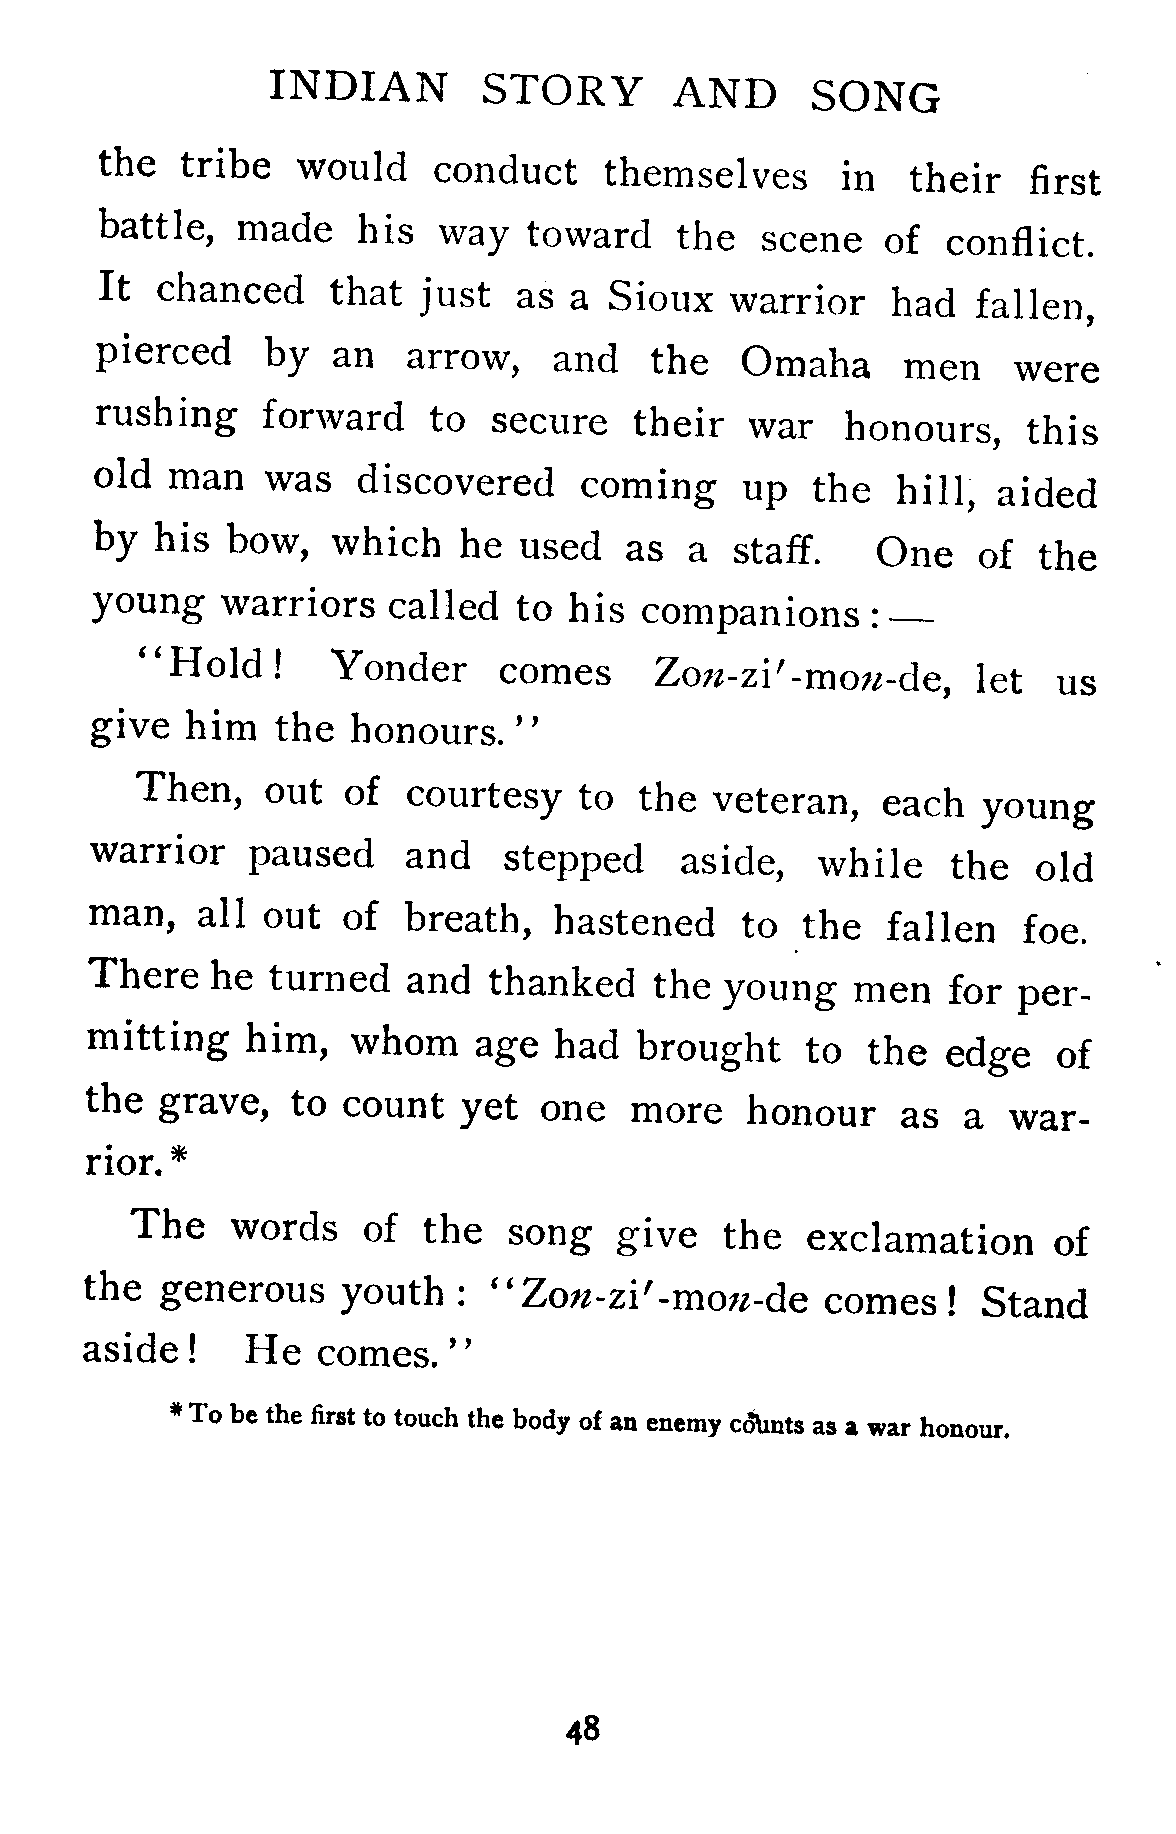 INDIAN STORY AND SONG
the tribe would conduct themselves in their first
battle, made his way toward the scene of conflict.
It chanced that just as a Sioux warrior had fallen,
pierced by an arrow, and the Omaha men were
rushing forward to secure their war honours, this
old man was discovered coming up the hill, aided
by his bow, which he used as a staff. One of the
young warriors called to his companions : —
“Hold ! Yonder comes Zon-zi′-mon-de, let us
give him the honours.”
Then, out of courtesy to the veteran, each young
warrior paused and stepped aside, while the old
man, all out of breath, hastened to the fallen foe.
There he turned and thanked the young men for per-
mitting him, whom age had brought to the edge of
the grave, to count yet one more honour as a war-
rior.*
The words of the song give the exclamation of
the generous youth : “Zon-zi′-mon-de comes ! Stand
aside ! He comes.”
* To be the first to touch the body of an enemy counts as a war honour.
48